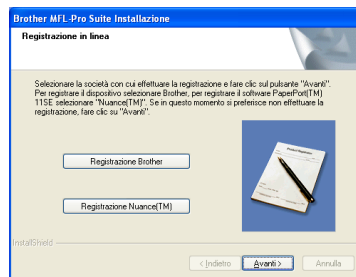 Brother MFL-Pro Suite Installazione
Registrazione in linea
Selezionare la società con cui effettuare la registrazione e fare clic sul pulsante "Avanti".
Per registrare il dispositivo selezionare Brother, per registrare il software PaperPort(TM)
11SE selezionare "Nuance(TM)". Se in questo momento si preferisce non effettuare la
registrazione, fare clic su "Avanti".
Registrazione Brother
Registrazione Nuance(TM)
InstallShield
< Indietro
Avanti >
Annulla